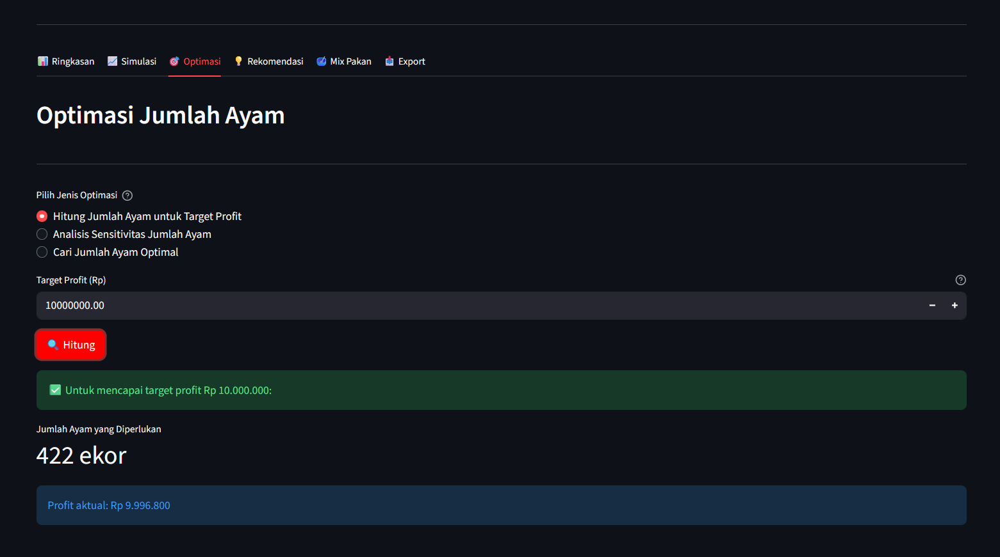 Ringkasan Simulasi Optimasi Rekomendasi Mix Pakan Export
Optimasi Jumlah Ayam
Pilih Jenis Optimasi
Hitung Jumlah Ayam untuk Target Profit
Analisis Sensitivitas Jumlah Ayam
Cari Jumlah Ayam Optimal
Target Profit (Rp)
10000000.00
Hitung
Untuk mencapai target profit Rp 10.000.000:
Jumlah Ayam yang Diperlukan
422 ekor
Profit aktual: Rp 9.996.800